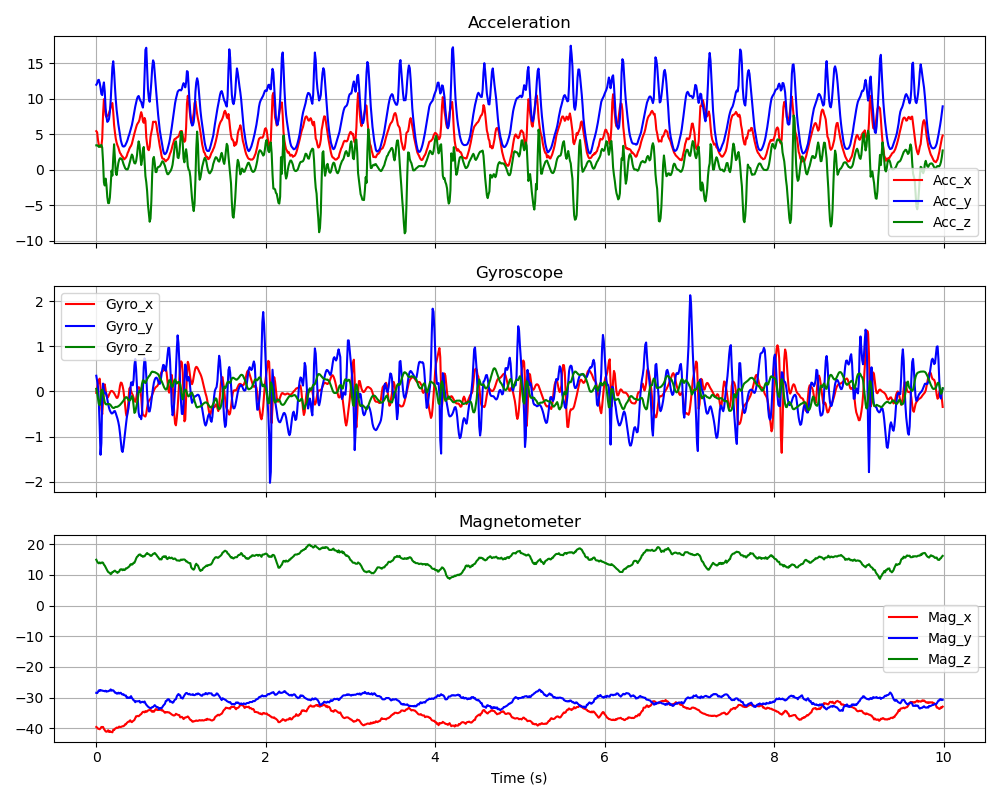 Acceleration
15
10
5
0
−5
−10
Acc_x
Acc_y
Acc_z
Gyroscope
2
1
0
−1
−2
Gyro_x
Gyro_y
Gyro_z
Magnetometer
20
10
0
−10
−20
−30
−40
Mag_x
Mag_y
Mag_z
0 2 4 6 8 10
Time (s)